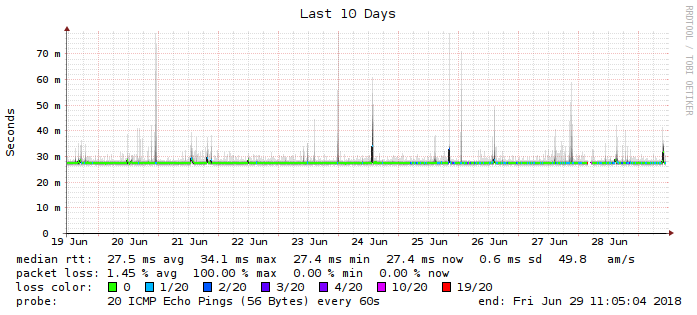 Last 10 Days
RRDTOOL / TOBI OETIKER
Seconds
70 m
60 m
50 m
40 m
30 m
20 m
10 m
0
19 Jun 20 Jun 21 Jun 22 Jun 23 Jun 24 Jun 25 Jun 26 Jun 27 Jun 28 Jun
median rtt: 27.5 ms avg 34.1 ms max 27.4 ms min 27.4 ms now 0.6 ms sd 49.8 am/s
packet loss: 1.45 % avg 100.00 % max 0.00 % min 0.00 % now
loss color: 0 1/20 2/20 3/20 4/20 10/20 19/20
probe: 20 ICMP Echo Pings (56 Bytes) every 60s end: Fri Jun 29 11:05:04 2018